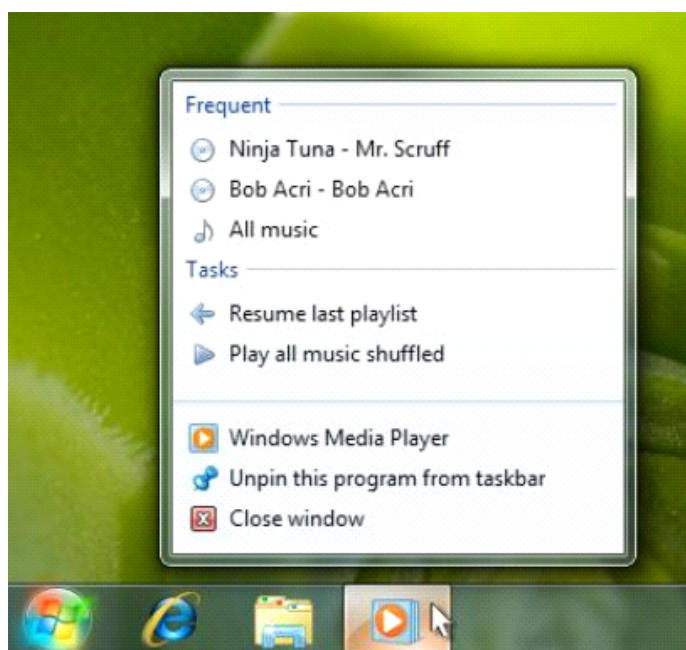 Frequent
Ninja Tuna - Mr. Scruff
Bob Acri - Bob Acri
All music
Tasks
Resume last playlist
Play all music shuffled
Windows Media Player
Unpin this program from taskbar
Close window